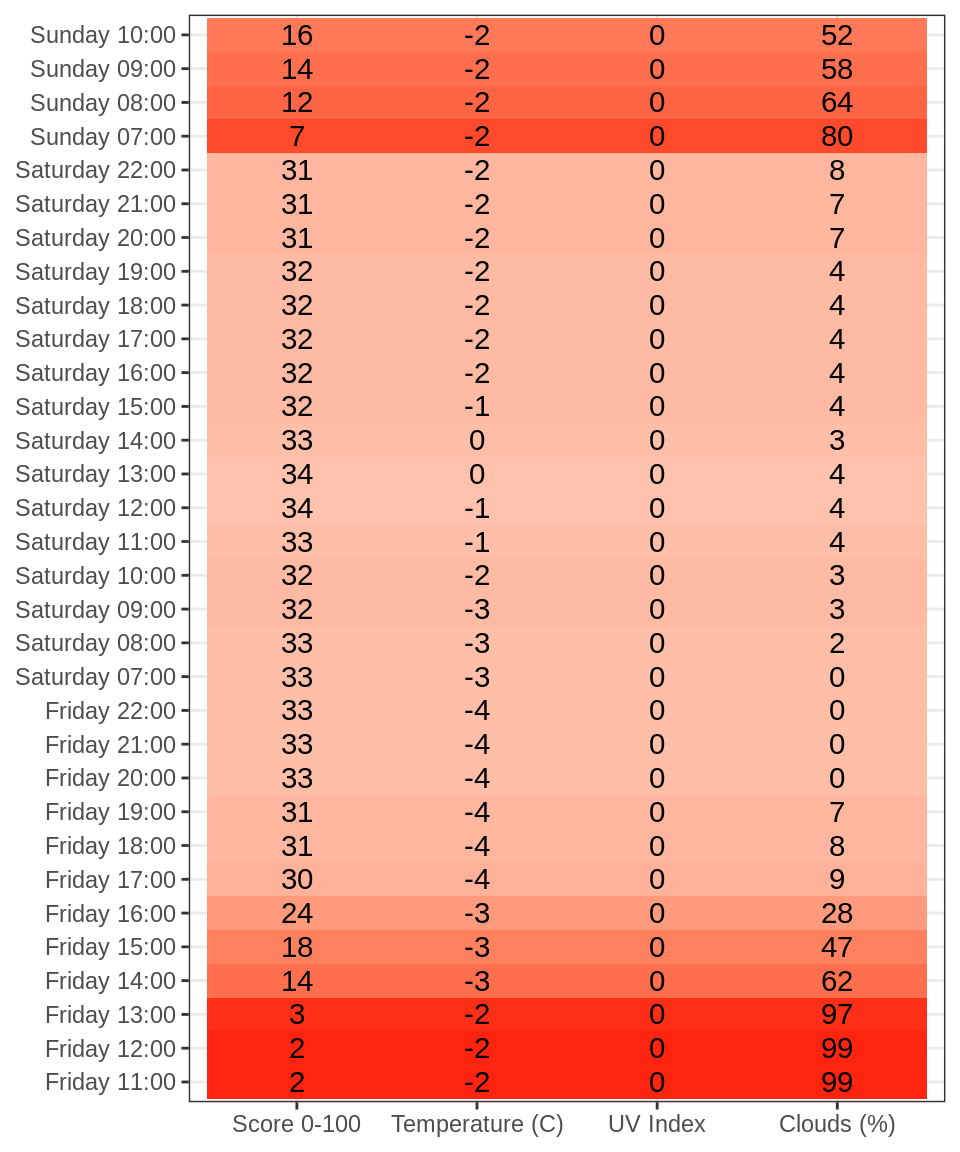 Sunday 10:00 16 -2 0 52
Sunday 09:00 14 -2 0 58
Sunday 08:00 12 -2 0 64
Sunday 07:00 7 -2 0 80
Saturday 22:00 31 -2 0 8
Saturday 21:00 31 -2 0 7
Saturday 20:00 31 -2 0 7
Saturday 19:00 32 -2 0 4
Saturday 18:00 32 -2 0 4
Saturday 17:00 32 -2 0 4
Saturday 16:00 32 -2 0 4
Saturday 15:00 32 -1 0 4
Saturday 14:00 33 0 0 3
Saturday 13:00 34 0 0 4
Saturday 12:00 34 -1 0 4
Saturday 11:00 33 -1 0 4
Saturday 10:00 32 -2 0 3
Saturday 09:00 32 -3 0 3
Saturday 08:00 33 -3 0 2
Saturday 07:00 33 -3 0 0
Friday 22:00 33 -4 0 0
Friday 21:00 33 -4 0 0
Friday 20:00 33 -4 0 0
Friday 19:00 31 -4 0 7
Friday 18:00 31 -4 0 8
Friday 17:00 30 -4 0 9
Friday 16:00 24 -3 0 28
Friday 15:00 18 -3 0 47
Friday 14:00 14 -3 0 62
Friday 13:00 3 -2 0 97
Friday 12:00 2 -2 0 99
Friday 11:00 2 -2 0 99
Score 0-100 Temperature (C) UV Index Clouds (%)